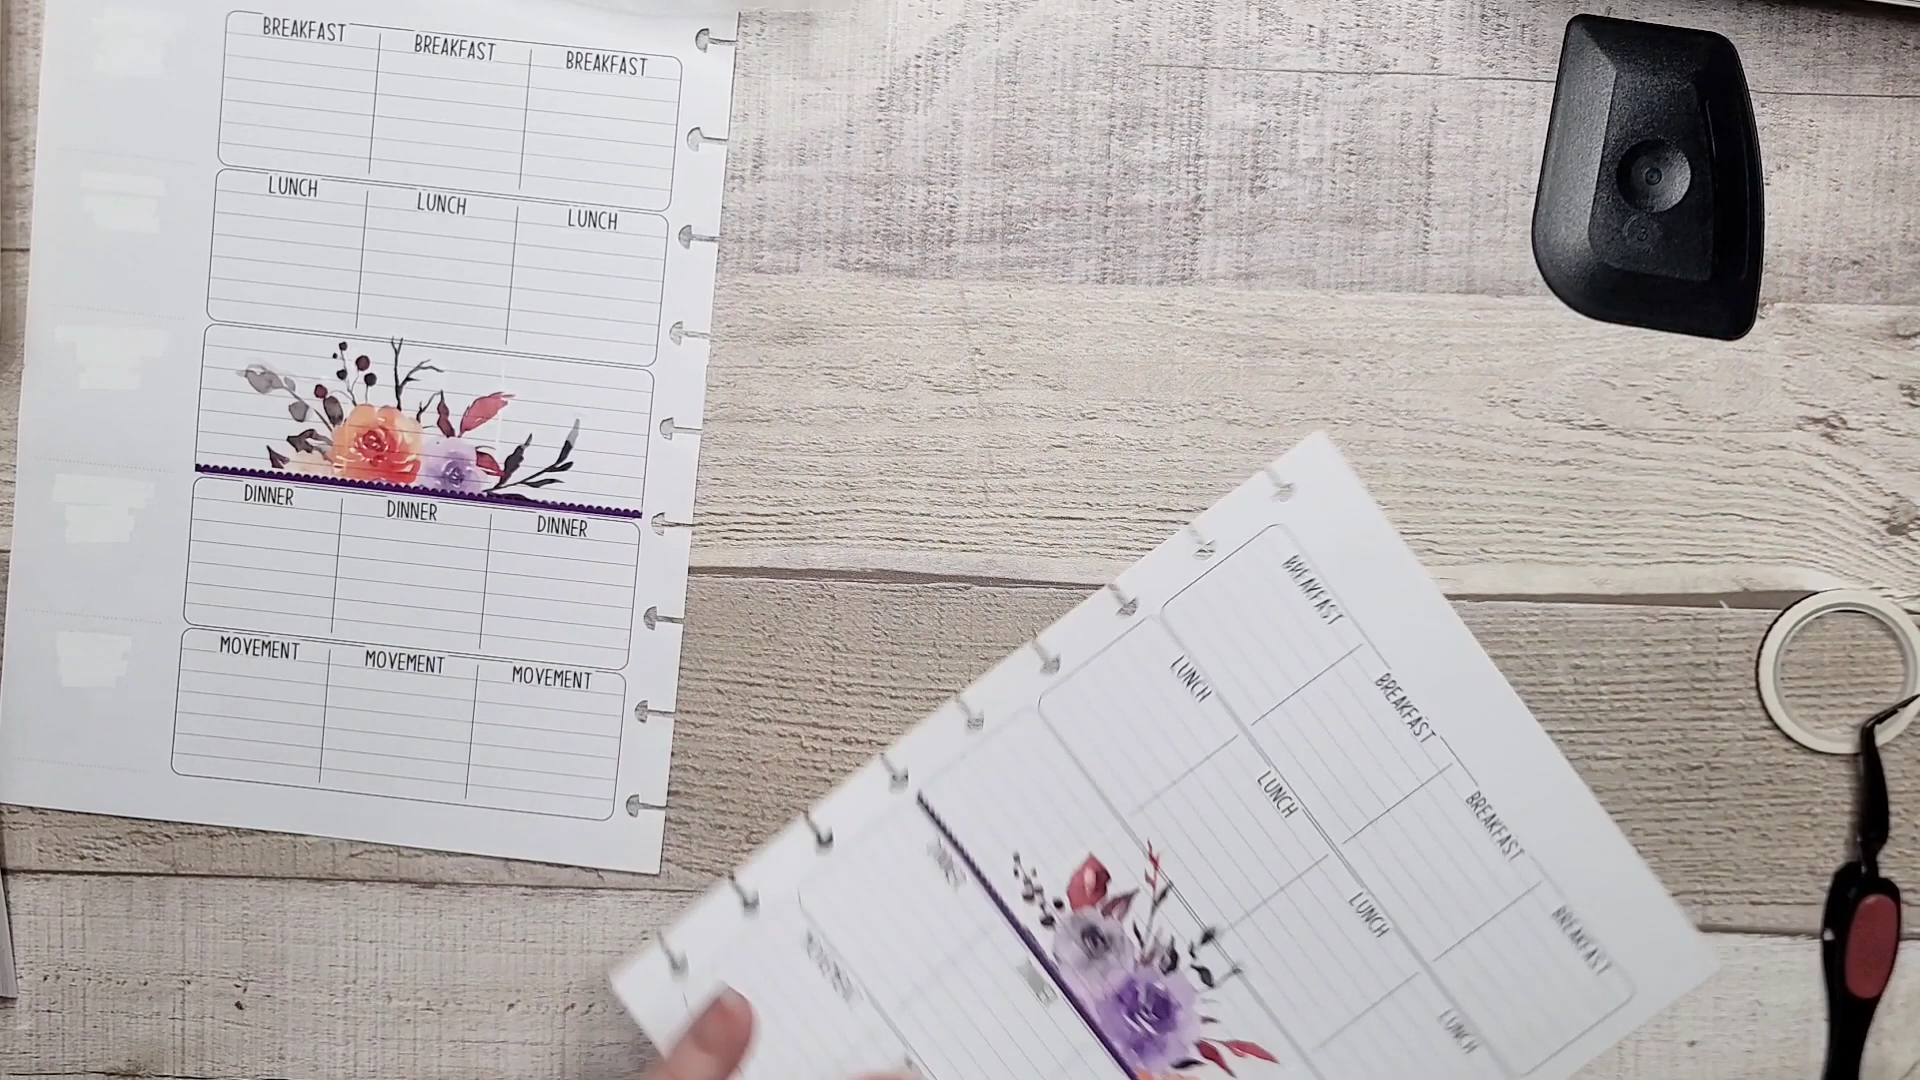 BREAKFAST BREAKFAST BREAKFAST
LUNCH LUNCH LUNCH
DINNER DINNER DINNER
MOVEMENT MOVEMENT MOVEMENT
BREAKFAST BREAKFAST BREAKFAST BREAKFAST
LUNCH LUNCH LUNCH LUNCH